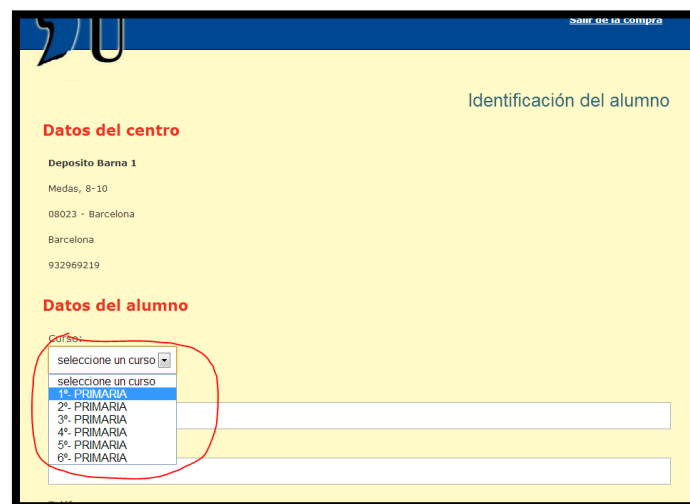 Salir de la compra
Identificación del alumno
Datos del centro
Deposito Barna 1
Medas, 8-10
08023 - Barcelona
Barcelona
932969219
Datos del alumno
Curso:
seleccione un curso
seleccione un curso
1º- PRIMARIA
2º- PRIMARIA
3º- PRIMARIA
4º- PRIMARIA
5º- PRIMARIA
6º- PRIMARIA